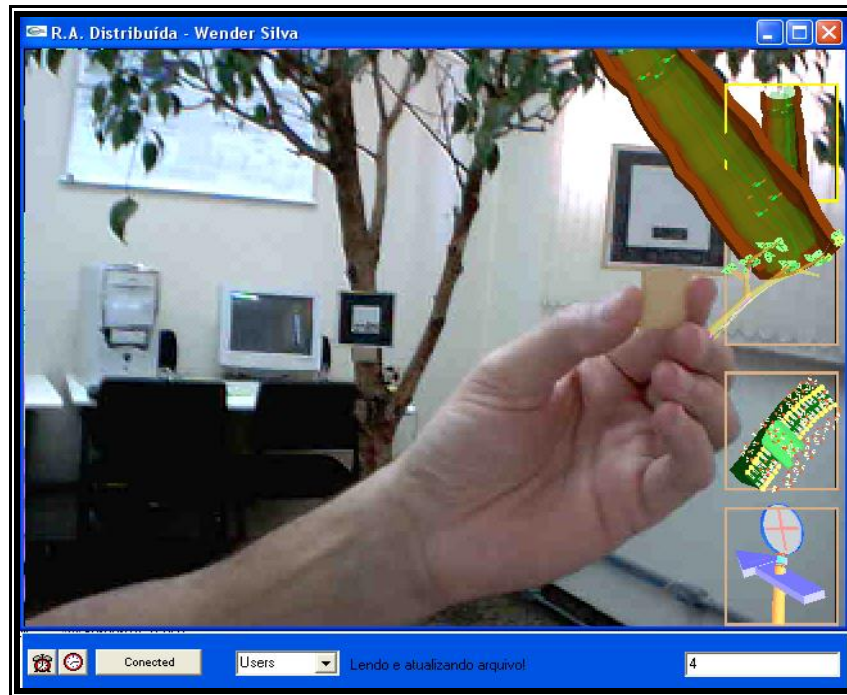 R.A. Distribuída - Wender Silva
Conected
Users
Lendo e atualizando arquivo!
4